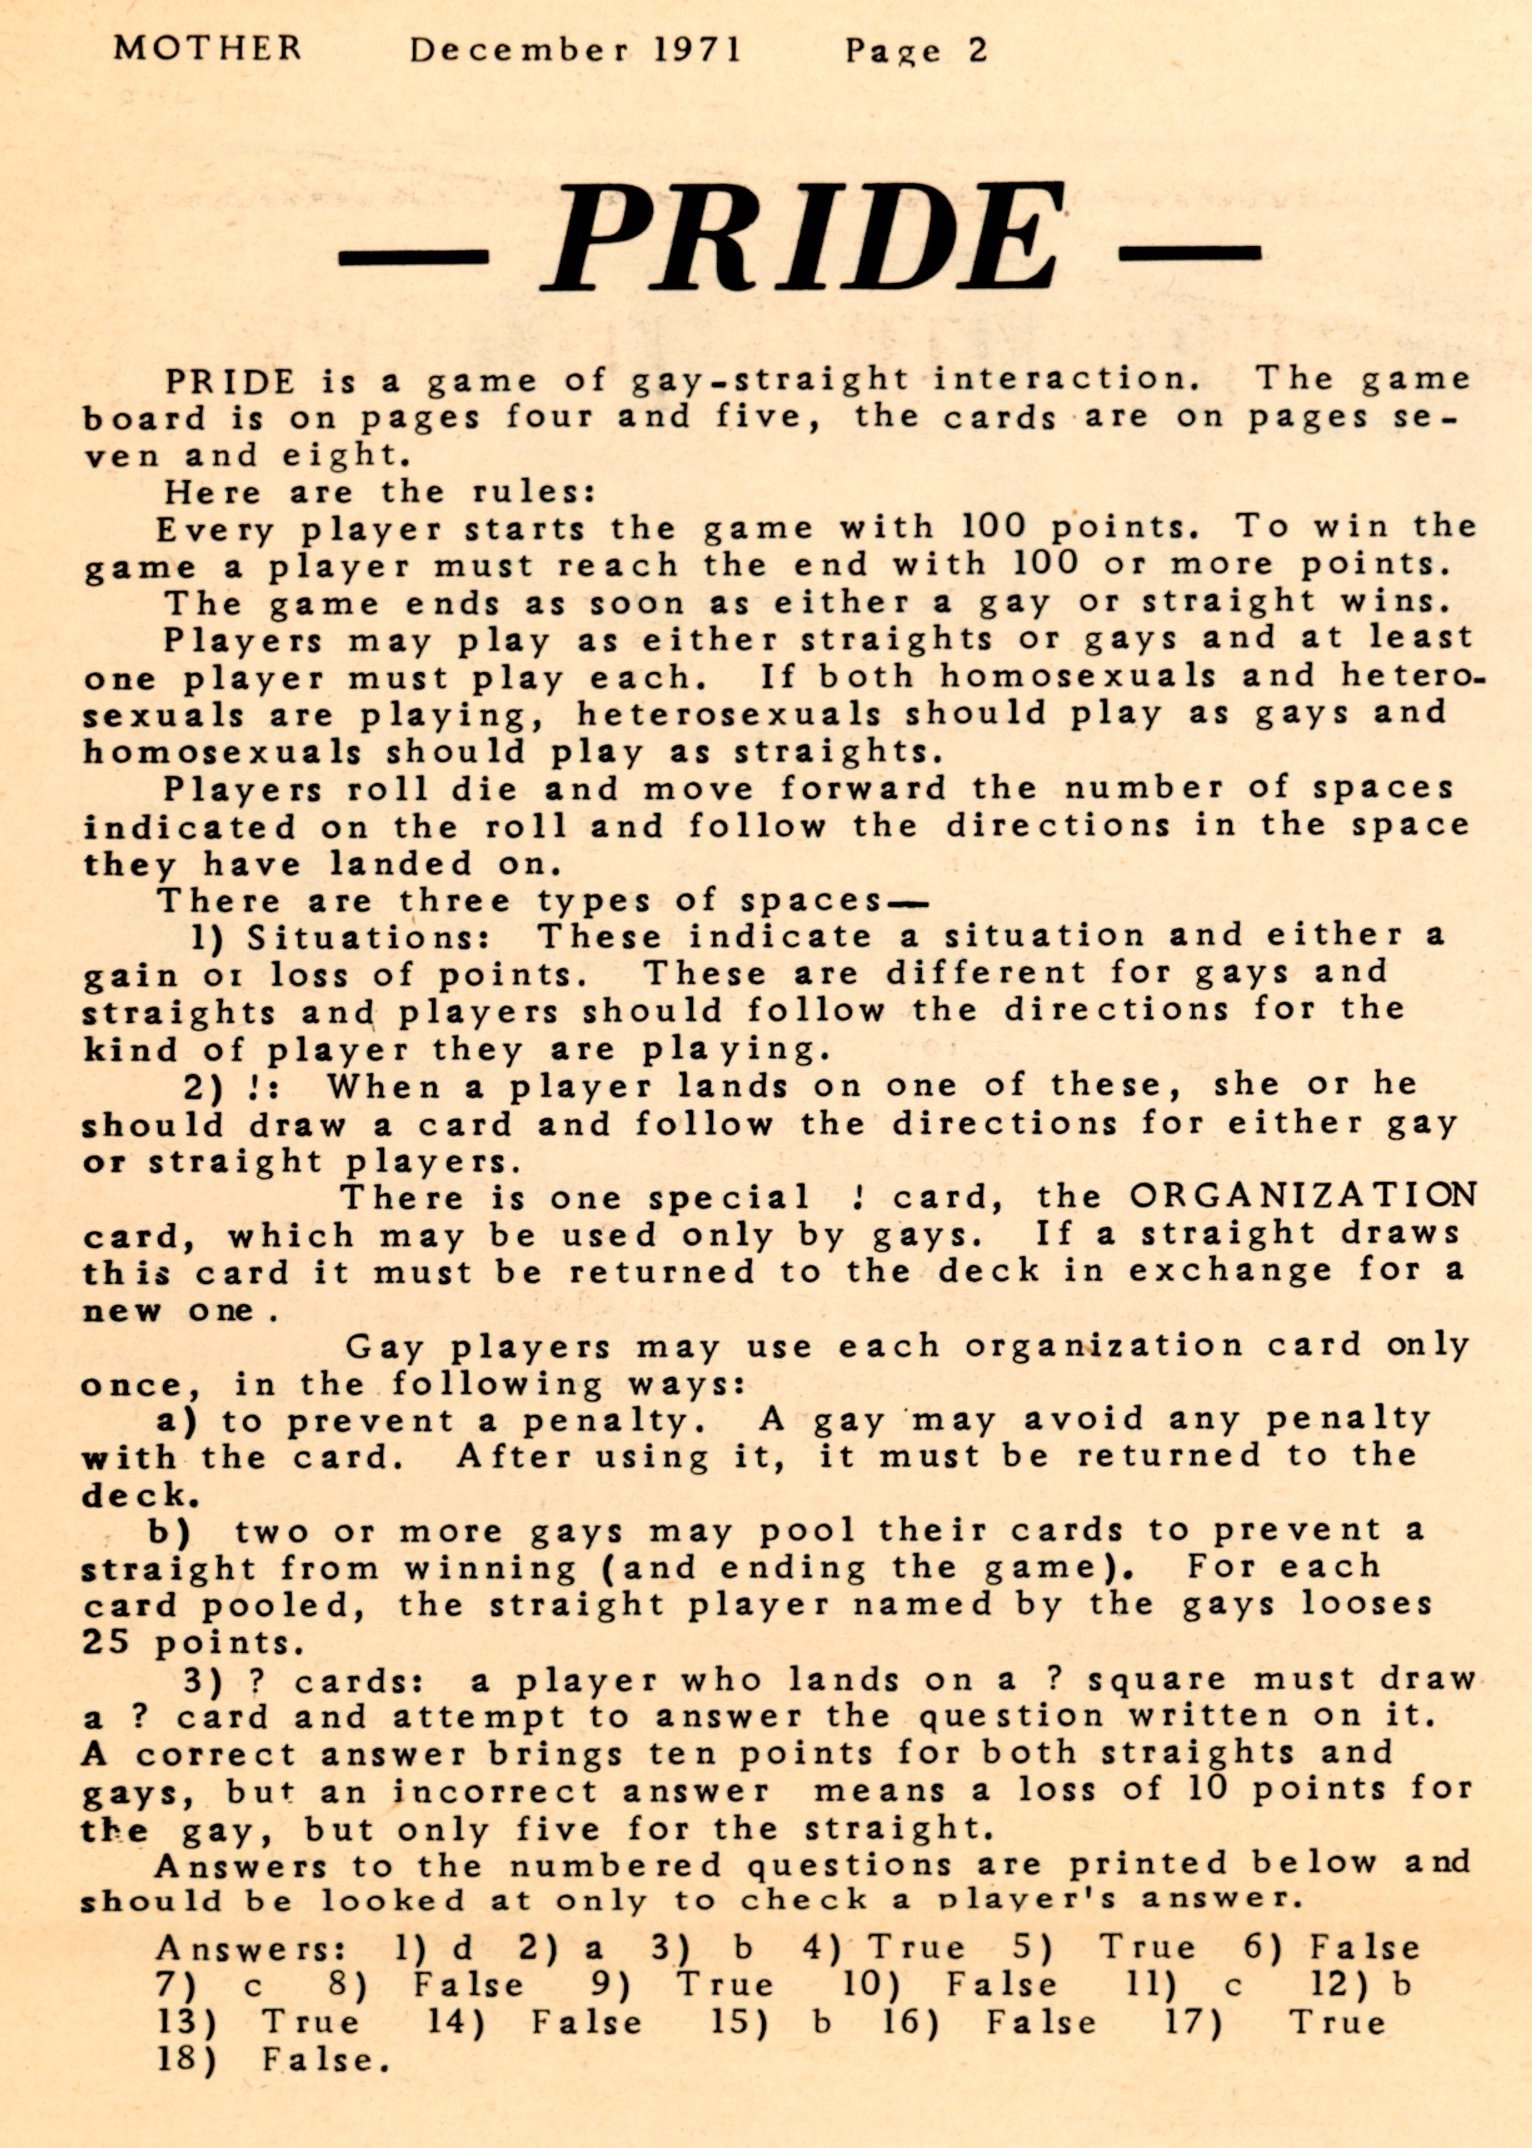 MOTHER December 1971 Page 2
— PRIDE —
PRIDE is a game of gay-straight interaction. The game
board is on pages four and five, the cards are on pages se-
ven and eight.
Here are the rules:
Every player starts the game with 100 points. To win the
game a player must reach the end with 100 or more points.
The game ends as soon as either a gay or straight wins.
Players may play as either straights or gays and at least
one player must play each. If both homosexuals and hetero-
sexuals are playing, heterosexuals should play as gays and
homosexuals should play as straights.
Players roll die and move forward the number of spaces
indicated on the roll and follow the directions in the space
they have landed on.
There are three types of spaces—
1) Situations: These indicate a situation and either a
gain or loss of points. These are different for gays and
straights and players should follow the directions for the
kind of player they are playing.
2) !: When a player lands on one of these, she or he
should draw a card and follow the directions for either gay
or straight players.
There is one special ! card, the ORGANIZATION
card, which may be used only by gays. If a straight draws
this card it must be returned to the deck in exchange for a
new one.
Gay players may use each organization card only
once, in the following ways:
a) to prevent a penalty. A gay may avoid any penalty
with the card. After using it, it must be returned to the
deck.
b) two or more gays may pool their cards to prevent a
straight from winning (and ending the game). For each
card pooled, the straight player named by the gays looses
25 points.
3) ? cards: a player who lands on a ? square must draw
a ? card and attempt to answer the question written on it.
A correct answer brings ten points for both straights and
gays, but an incorrect answer means a loss of 10 points for
the gay, but only five for the straight.
Answers to the numbered questions are printed below and
should be looked at only to check a player's answer.
Answers: 1) d 2) a 3) b 4) True 5) True 6) False
7) c 8) False 9) True 10) False 11) c 12) b
13) True 14) False 15) b 16) False 17) True
18) False.